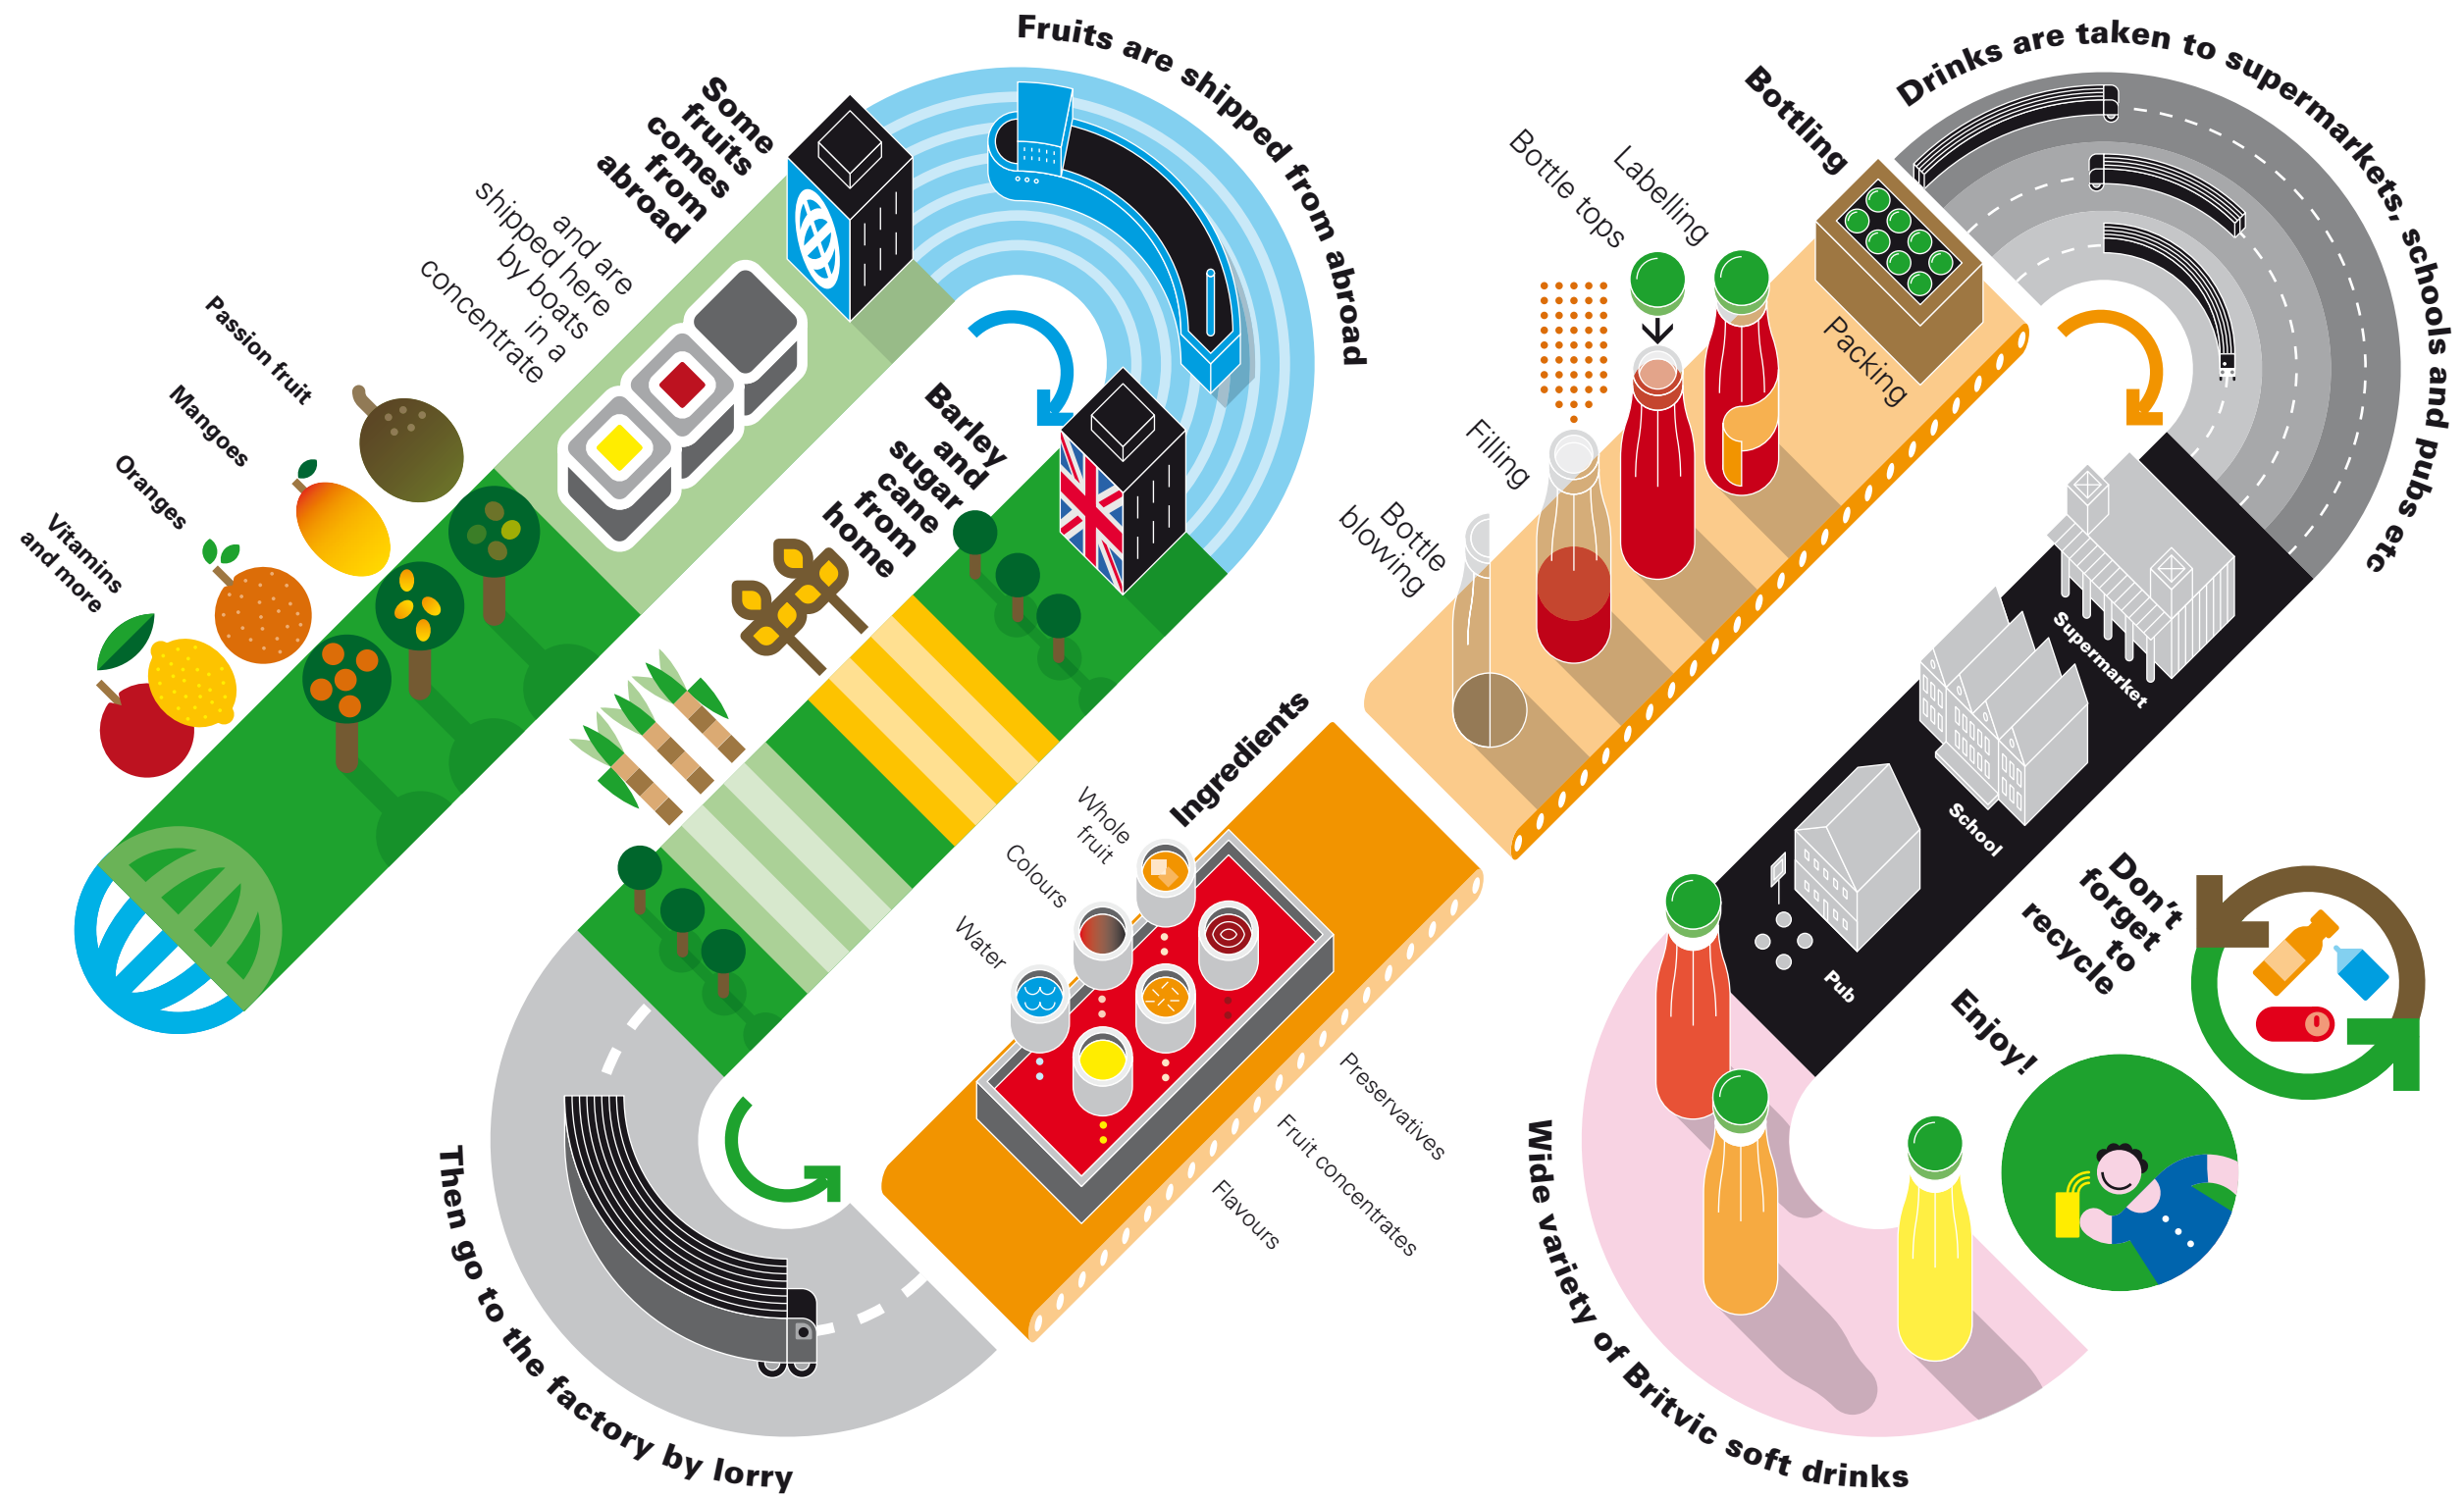 Some
fruits
comes
from
abroad
and are
shipped here
by boats
in a
concentrate
Passion fruit
Mangoes
Oranges
Vitamins
and more
Fruits are shipped from abroad
Barley
and
sugar
cane
from
home
Then go to the factory by lorry
Ingredients
Whole
fruit
Colours
Water
Preservatives
Fruit concentrates
Flavours
Bottle
blowing
Filling
Bottle tops
Labelling
Bottling
Packing
Drinks are taken to supermarkets, schools and pubs etc
Supermarket
School
Pub
Wide variety of Britvic soft drinks
Enjoy!
Don't
forget
to
recycle